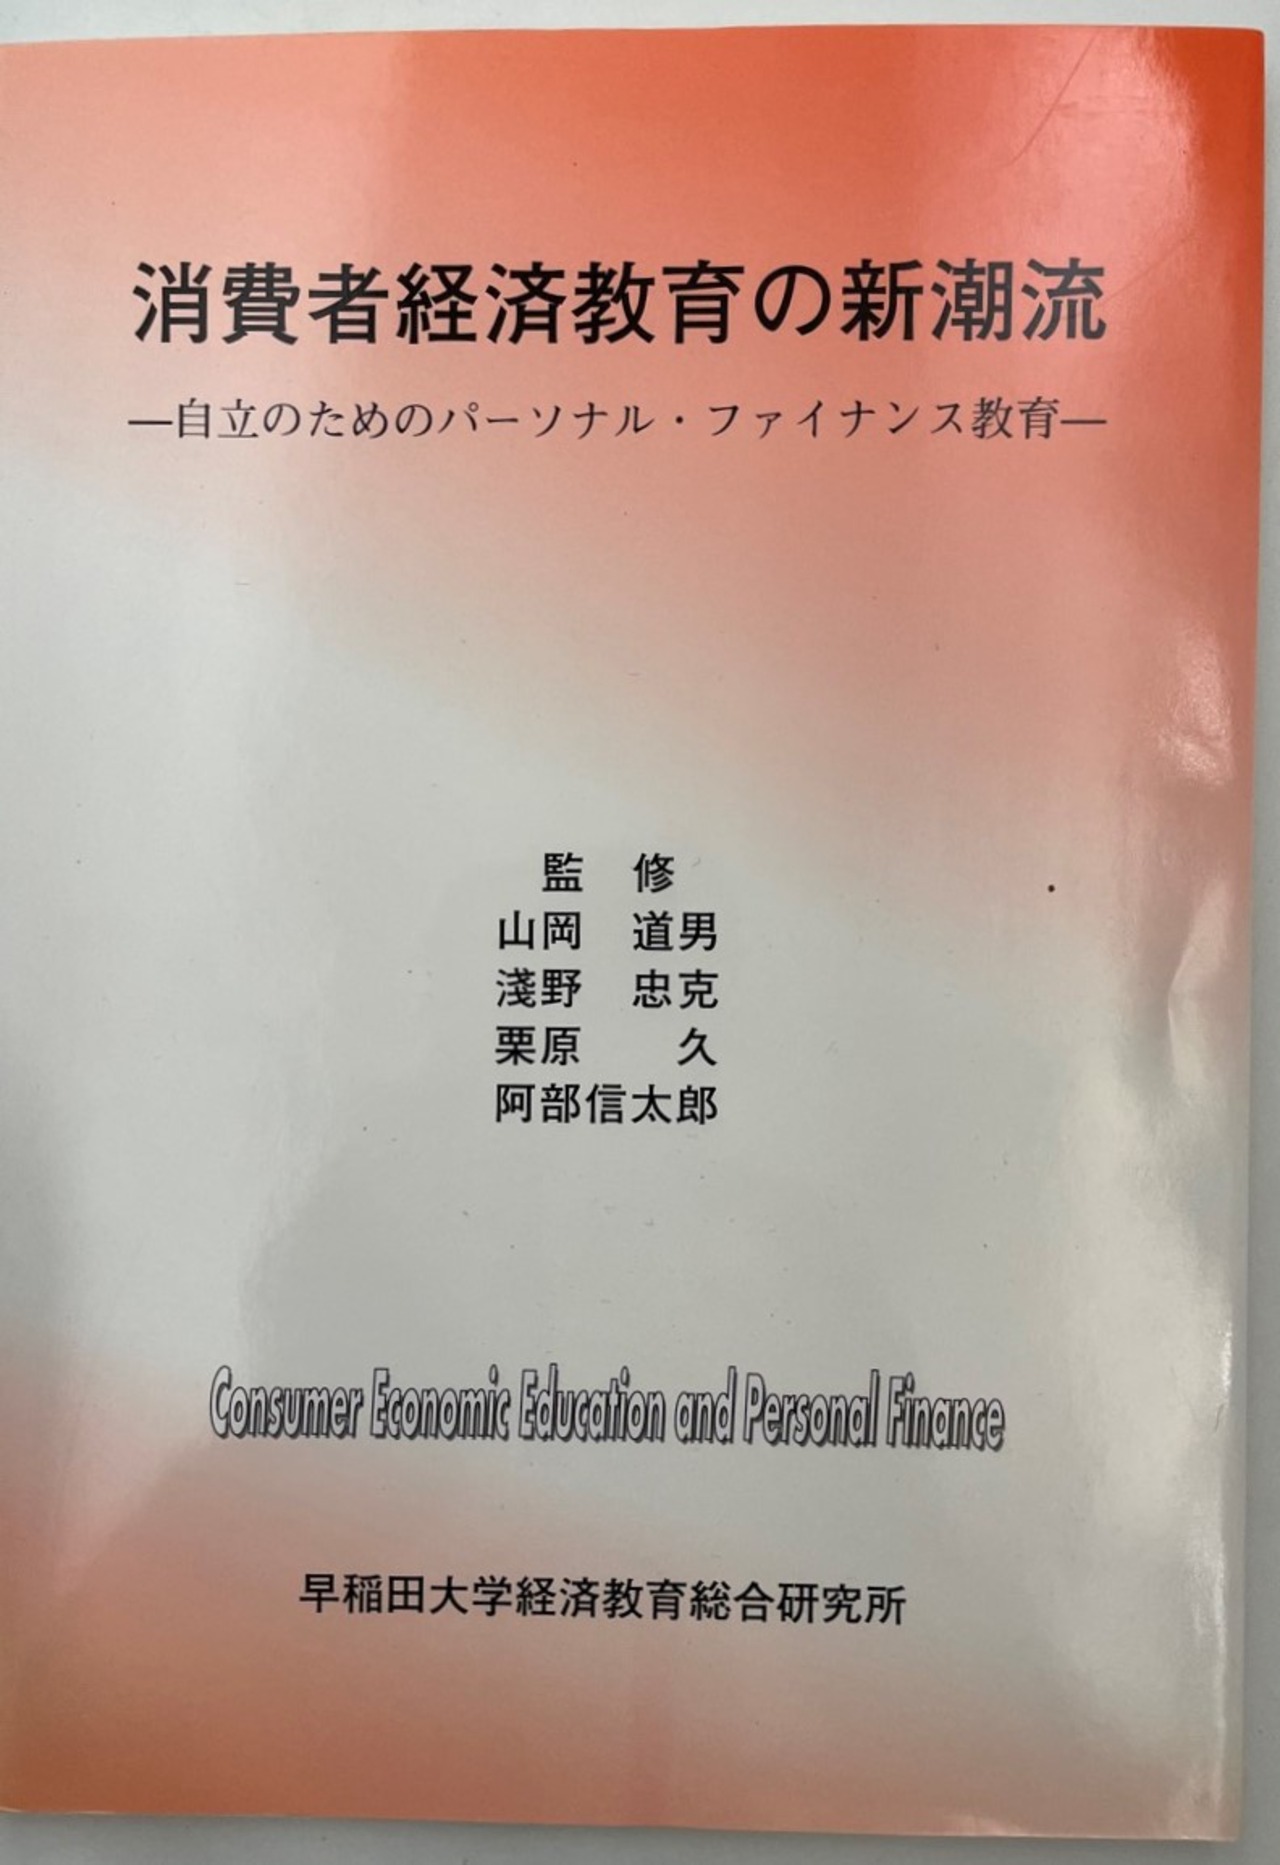 消費者経済教育の新潮流
―自立のためのパーソナル・ファイナンス教育―
監　修
山岡　道男
淺野　忠克
栗原　　久
阿部信太郎
Consumer Economic Education and Personal Finance
早稲田大学経済教育総合研究所